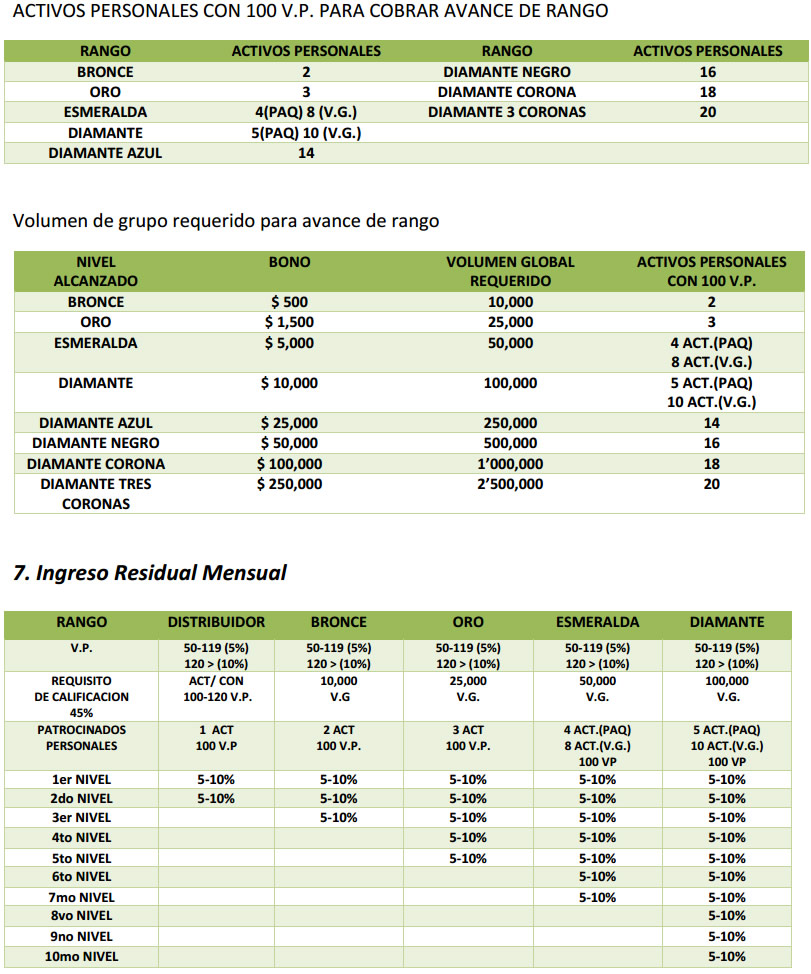 ACTIVOS PERSONALES CON 100 V.P. PARA COBRAR AVANCE DE RANGO
RANGO ACTIVOS PERSONALES RANGO ACTIVOS PERSONALES
BRONCE 2 DIAMANTE NEGRO 16
ORO 3 DIAMANTE CORONA 18
ESMERALDA 4(PAQ) 8 (V.G.) DIAMANTE 3 CORONAS 20
DIAMANTE 5(PAQ) 10 (V.G.)
DIAMANTE AZUL 14
Volumen de grupo requerido para avance de rango
NIVEL BONO VOLUMEN GLOBAL ACTIVOS PERSONALES
ALCANZADO REQUERIDO CON 100 V.P.
BRONCE $ 500 10,000 2
ORO $ 1,500 25,000 3
ESMERALDA $ 5,000 50,000 4 ACT.(PAQ)
8 ACT.(V.G.)
DIAMANTE $ 10,000 100,000 5 ACT.(PAQ)
10 ACT.(V.G.)
DIAMANTE AZUL $ 25,000 250,000 14
DIAMANTE NEGRO $ 50,000 500,000 16
DIAMANTE CORONA $ 100,000 1’000,000 18
DIAMANTE TRES $ 250,000 2’500,000 20
CORONAS
7. Ingreso Residual Mensual
RANGO DISTRIBUIDOR BRONCE ORO ESMERALDA DIAMANTE
V.P. 50-119 (5%) 50-119 (5%) 50-119 (5%) 50-119 (5%) 50-119 (5%)
120 > (10%) 120 > (10%) 120 > (10%) 120 > (10%) 120 > (10%)
REQUISITO ACT/ CON 10,000 25,000 50,000 100,000
DE CALIFICACION 100-120 V.P. V.G V.G. V.G. V.G.
45%
PATROCINADOS 1 ACT 2 ACT 3 ACT 4 ACT.(PAQ) 5 ACT.(PAQ)
PERSONALES 100 V.P 100 V.P. 100 V.P. 8 ACT.(V.G.) 10 ACT.(V.G.)
100 VP 100 VP
1er NIVEL 5-10% 5-10% 5-10% 5-10% 5-10%
2do NIVEL 5-10% 5-10% 5-10% 5-10% 5-10%
3er NIVEL 5-10% 5-10% 5-10% 5-10%
4to NIVEL 5-10% 5-10% 5-10%
5to NIVEL 5-10% 5-10% 5-10%
6to NIVEL 5-10% 5-10%
7mo NIVEL 5-10% 5-10%
8vo NIVEL 5-10%
9no NIVEL 5-10%
10mo NIVEL 5-10%